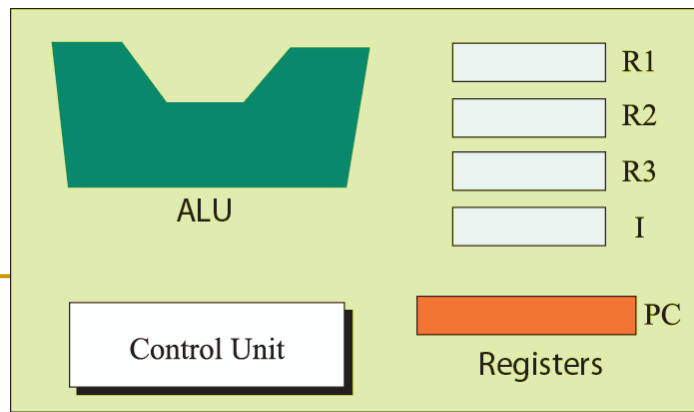 R1
R2
R3
ALU
I
PC
Control Unit
Registers